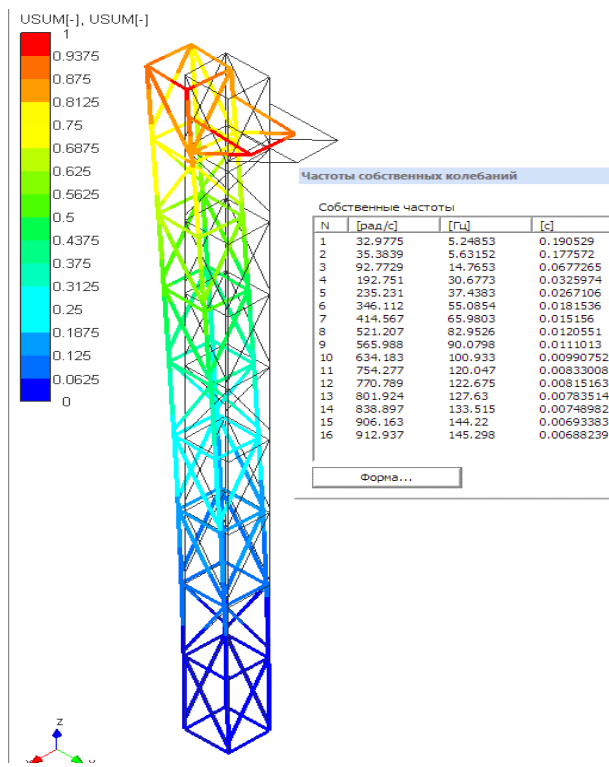 USUM[-], USUM[-]
1
0.9375
0.875
0.8125
0.75
0.6875
0.625
0.5625
0.5
0.4375
0.375
0.3125
0.25
0.1875
0.125
0.0625
0
Частоты собственных колебаний
Собственные частоты
N [рад/с] [Гц] [с]
1 32.9775 5.24853 0.190529
2 35.3839 5.63152 0.177572
3 92.7729 14.7653 0.0677265
4 192.751 30.6773 0.0325974
5 235.231 37.4383 0.0267106
6 346.112 55.0854 0.0181536
7 414.567 65.9803 0.015156
8 521.207 82.9526 0.0120551
9 565.988 90.0798 0.0111013
10 634.183 100.933 0.00990752
11 754.277 120.047 0.00833008
12 770.789 122.675 0.00815163
13 801.924 127.63 0.00783514
14 838.897 133.515 0.00748982
15 906.163 144.22 0.00693383
16 912.937 145.298 0.00688239
Форма...
Z